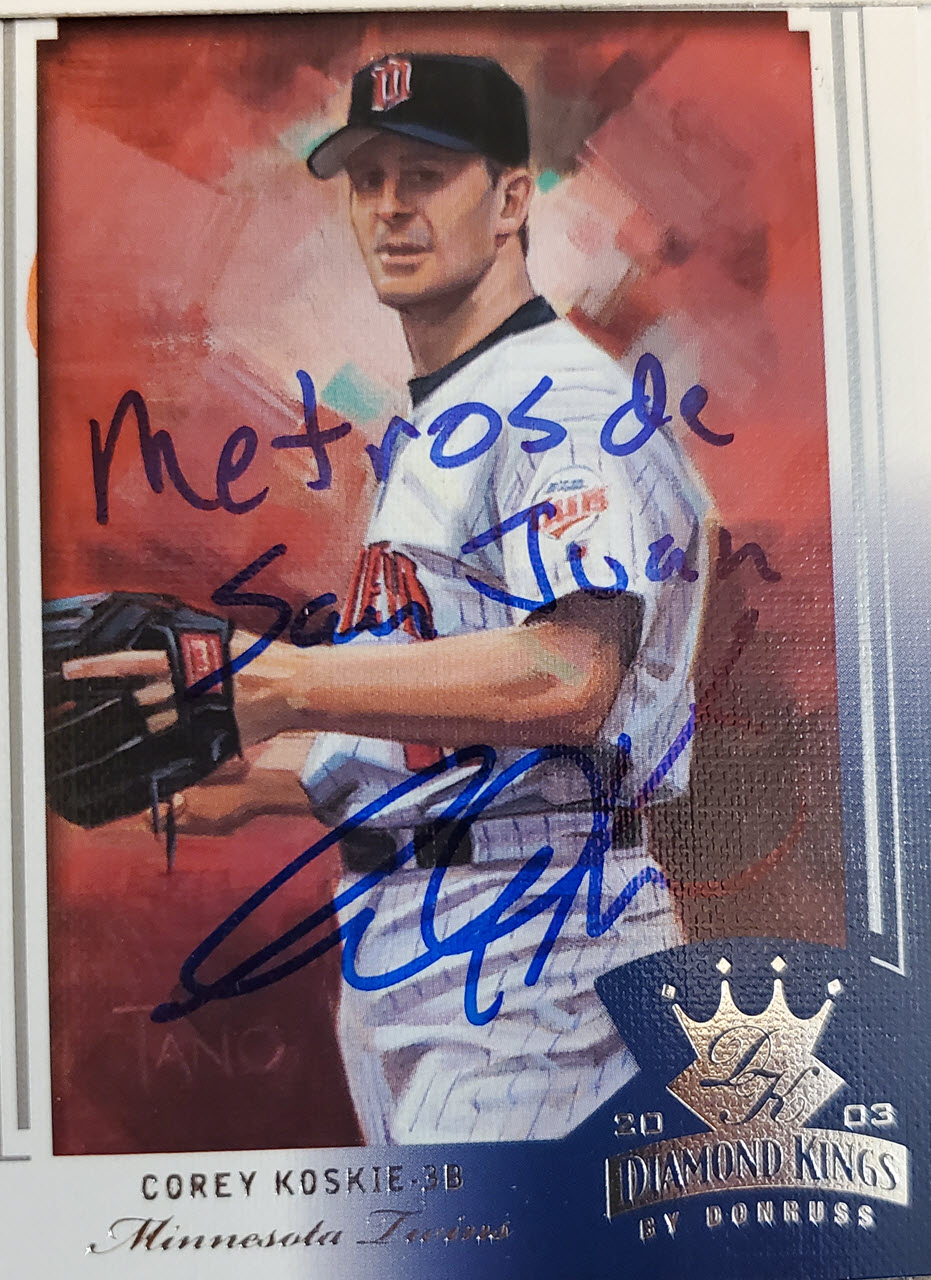 Metros de
San Juan
TANO
DK
20 03
DIAMOND KINGS
BY DONRUSS
COREY KOSKIE-3B
Minnesota Twins